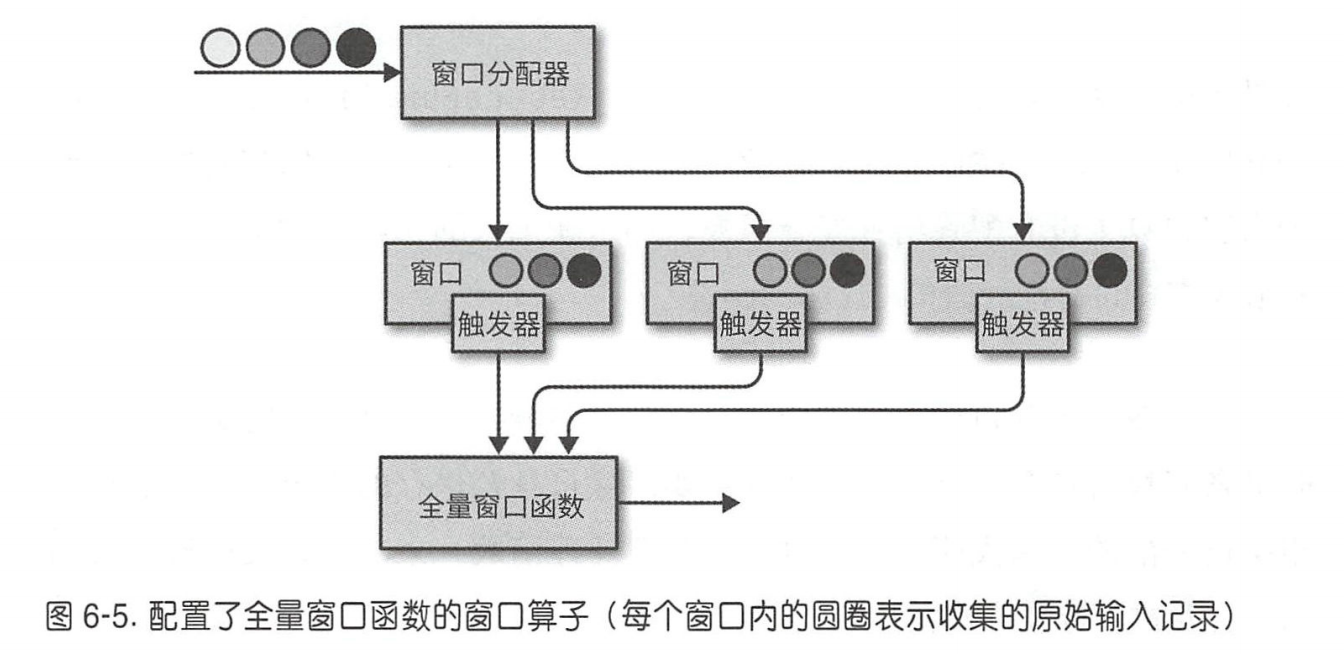 窗口分配器
窗口
窗口
窗口
触发器
触发器
触发器
全量窗口函数
图 6-5. 配置了全量窗口函数的窗口算子（每个窗口内的圆圈表示收集的原始输入记录）